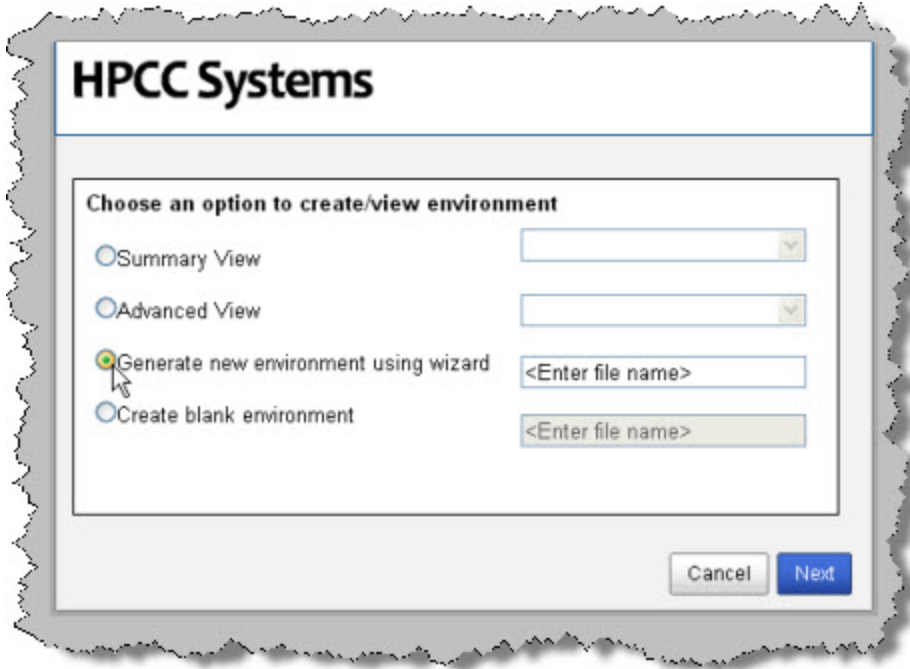 HPCC Systems
Choose an option to create/view environment
Summary View
Advanced View
Generate new environment using wizard
<Enter file name>
Create blank environment
<Enter file name>
Cancel
Next